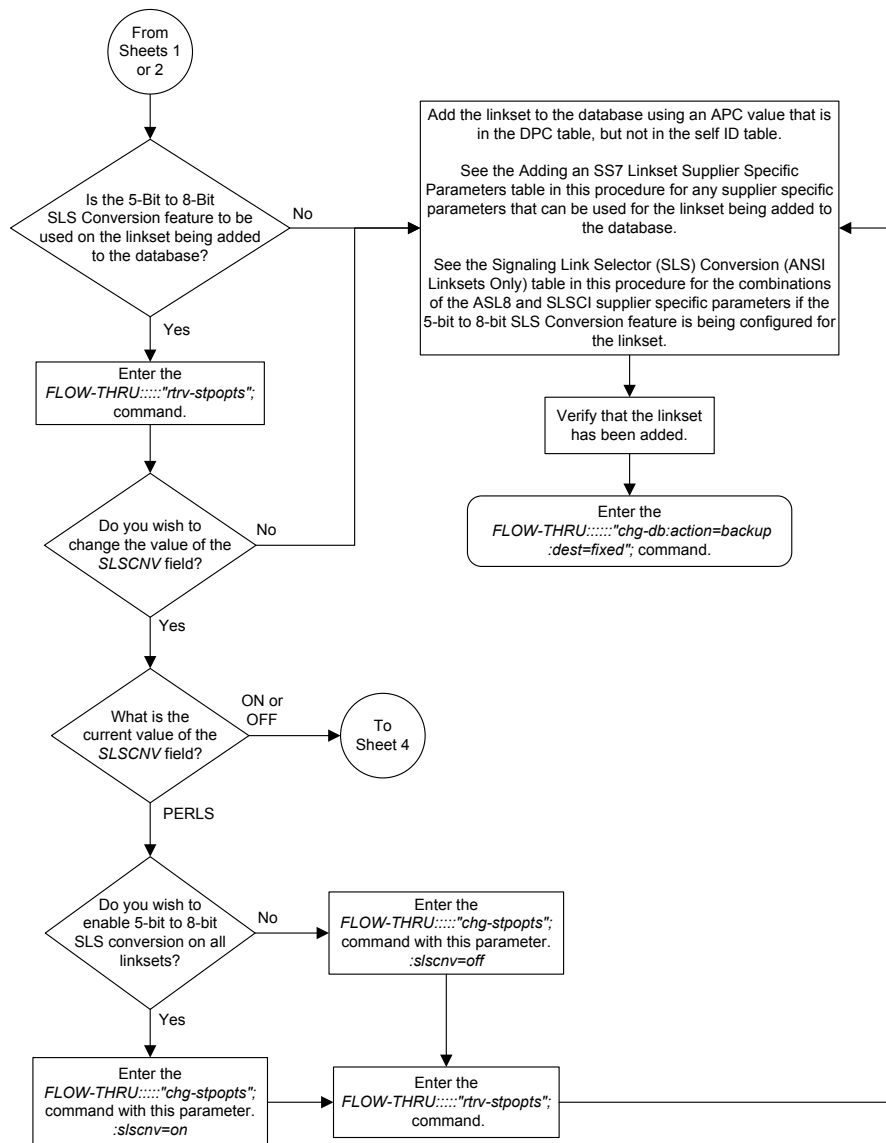 From
Sheets 1
or 2
Is the 5-Bit to 8-Bit
SLS Conversion feature to be
used on the linkset being added
to the database?
No
Yes
Add the linkset to the database using an APC value that is
in the DPC table, but not in the self ID table.
See the Adding an SS7 Linkset Supplier Specific
Parameters table in this procedure for any supplier specific
parameters that can be used for the linkset being added to
the database.
See the Signaling Link Selector (SLS) Conversion (ANSI
Linksets Only) table in this procedure for the combinations
of the ASL8 and SLSCI supplier specific parameters if the
5-bit to 8-bit SLS Conversion feature is being configured for
the linkset.
Enter the
FLOW-THRU:::::"rtrv-stpopts";
command.
Verify that the linkset
has been added.
Do you wish to
change the value of the
SLSCNV field?
No
Yes
Enter the
FLOW-THRU::::::"chg-db:action=backup
:dest=fixed"; command.
What is the
current value of the
SLSCNV field?
ON or
OFF
To
Sheet 4
PERLS
Do you wish to
enable 5-bit to 8-bit
SLS conversion on all
linksets?
No
Yes
Enter the
FLOW-THRU:::::"chg-stpopts";
command with this parameter.
:slscnv=off
Enter the
FLOW-THRU:::::"chg-stpopts";
command with this parameter.
:slscnv=on
Enter the
FLOW-THRU:::::"rtrv-stpopts";
command.